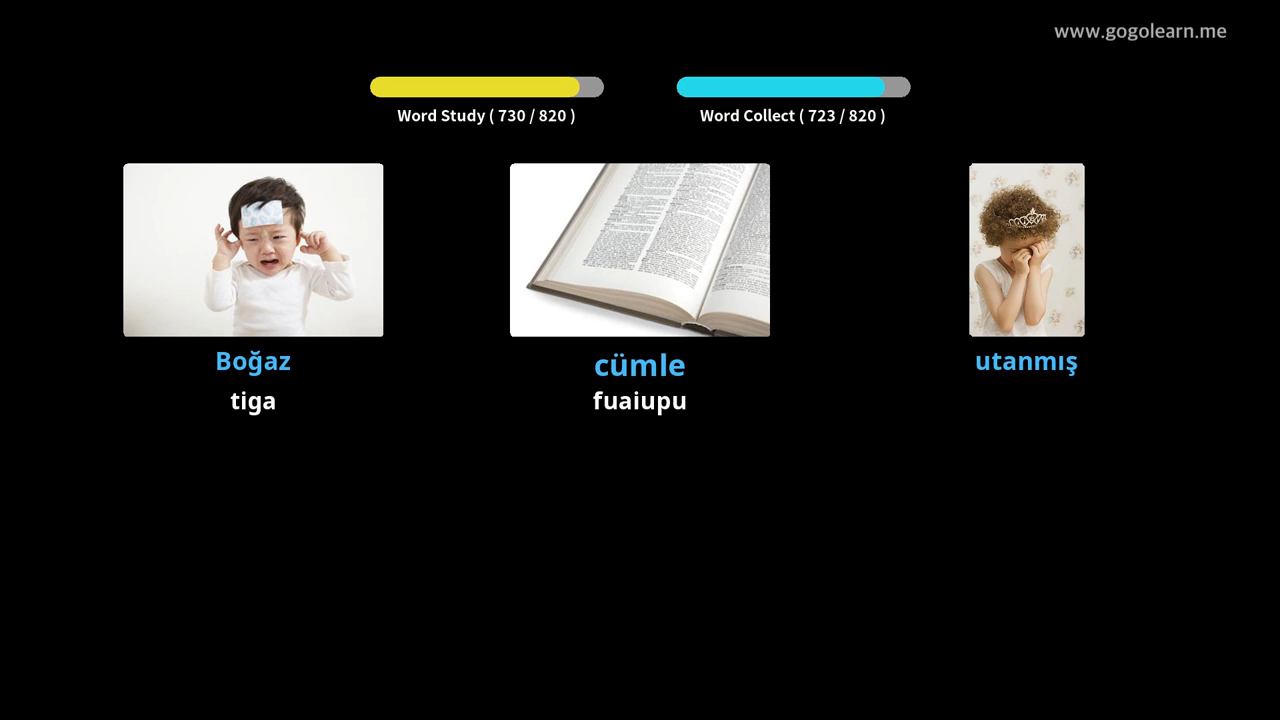 www.gogolearn.me
Word Study ( 730 / 820 )
Word Collect ( 723 / 820 )
Boğaz
tiga
cümle
fuaiupu
utanmış